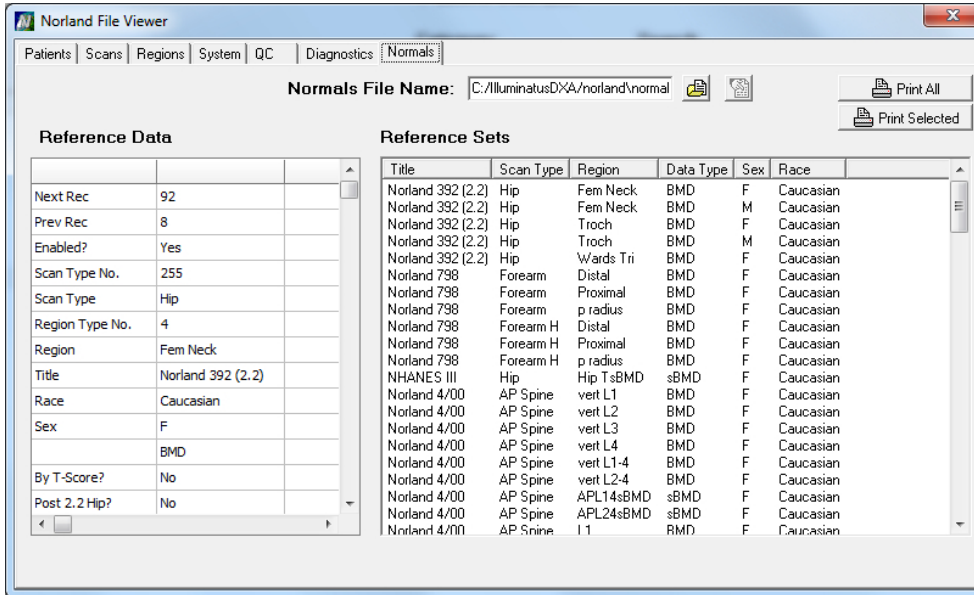 Norland File Viewer
Patients Scans Regions System QC Diagnostics Normals
Normals File Name: C:/IlluminatusDXA/norland\normal
Print All
Print Selected
Reference Data
Next Rec 92
Prev Rec 8
Enabled? Yes
Scan Type No. 255
Scan Type Hip
Region Type No. 4
Region Fem Neck
Title Norland 392 (2.2)
Race Caucasian
Sex F
BMD
By T-Score? No
Post 2.2 Hip? No
Reference Sets
Title Scan Type Region Data Type Sex Race
Norland 392 (2.2) Hip Fem Neck BMD F Caucasian
Norland 392 (2.2) Hip Fem Neck BMD M Caucasian
Norland 392 (2.2) Hip Troch BMD F Caucasian
Norland 392 (2.2) Hip Troch BMD M Caucasian
Norland 392 (2.2) Hip Wards Tri BMD F Caucasian
Norland 798 Forearm Distal BMD F Caucasian
Norland 798 Forearm Proximal BMD F Caucasian
Norland 798 Forearm p radius BMD F Caucasian
Norland 798 Forearm H Distal BMD F Caucasian
Norland 798 Forearm H Proximal BMD F Caucasian
Norland 798 Forearm H p radius BMD F Caucasian
NHANES III Hip Hip TsBMD sBMD F Caucasian
Norland 4/00 AP Spine vert L1 BMD F Caucasian
Norland 4/00 AP Spine vert L2 BMD F Caucasian
Norland 4/00 AP Spine vert L3 BMD F Caucasian
Norland 4/00 AP Spine vert L4 BMD F Caucasian
Norland 4/00 AP Spine vert L1-4 BMD F Caucasian
Norland 4/00 AP Spine vert L2-4 BMD F Caucasian
Norland 4/00 AP Spine APL14sBMD sBMD F Caucasian
Norland 4/00 AP Spine APL24sBMD sBMD F Caucasian
Norland 4/00 AP Spine L1 BMD F Caucasian